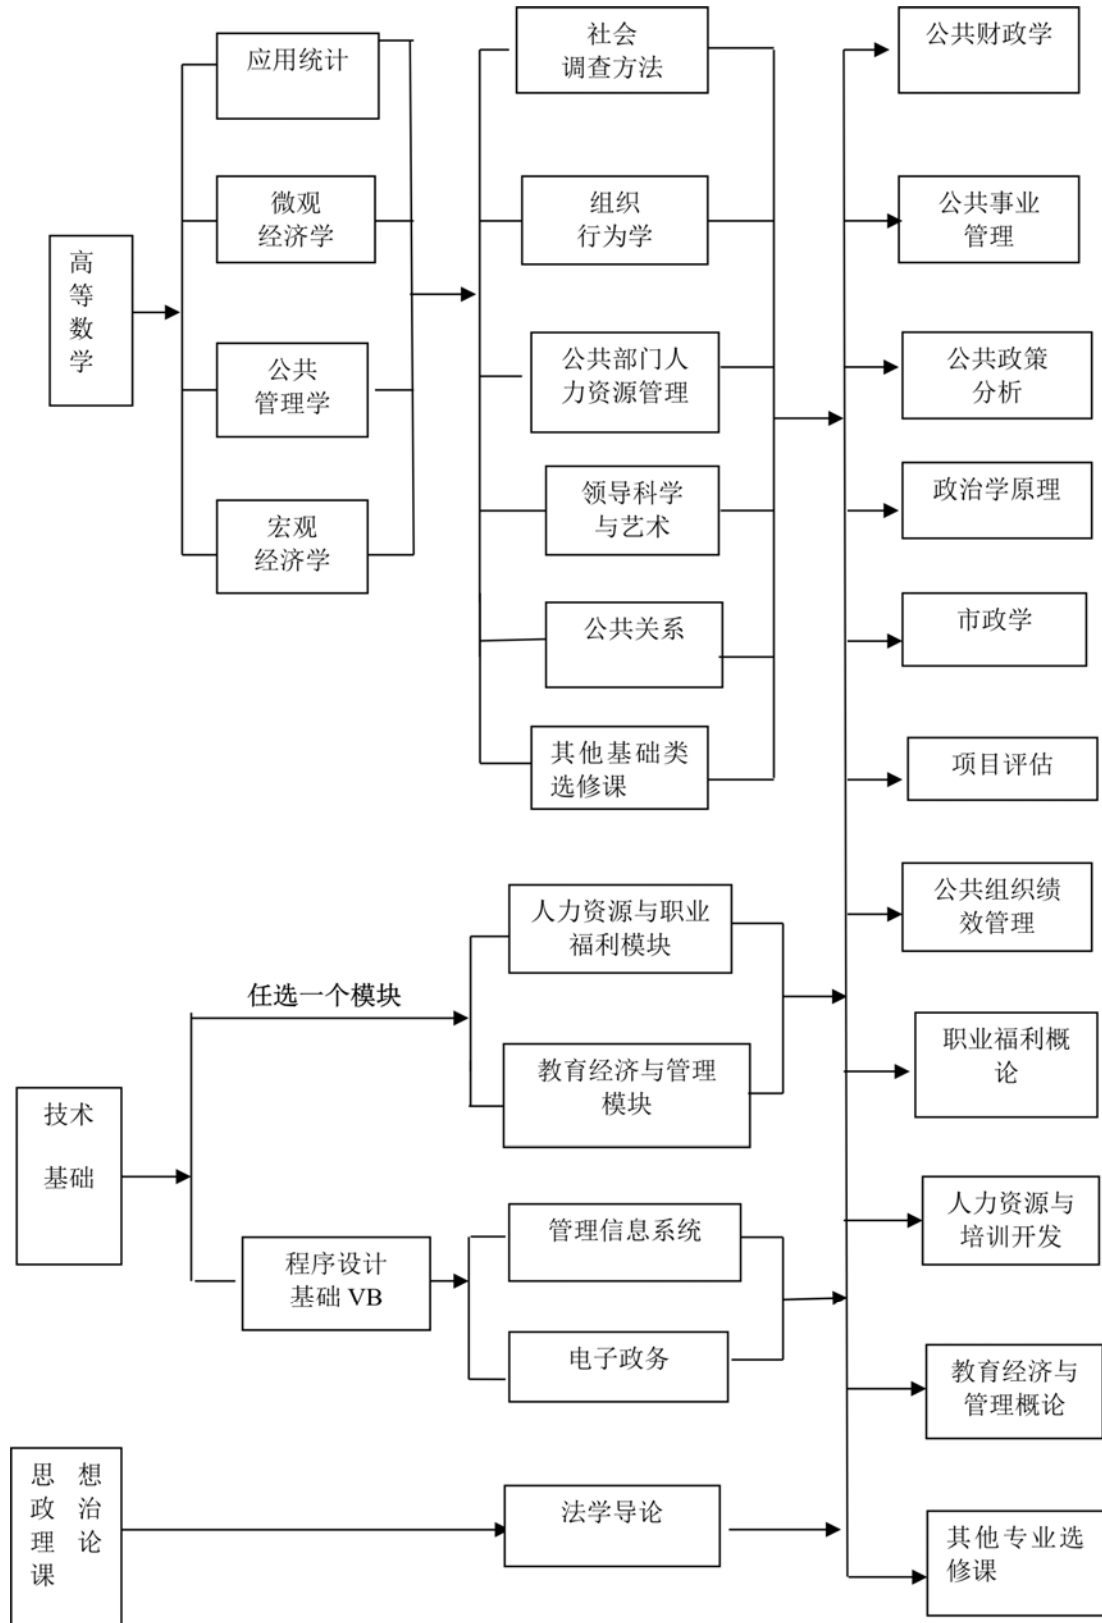 高
等
数
学
应用统计
微观
经济学
公共
管理学
宏观
经济学
社会
调查方法
组织
行为学
公共部门人
力资源管理
领导科学
与艺术
公共关系
其他基础类
选修课
技术
基础
任选一个模块
人力资源与职业
福利模块
教育经济与管理
模块
程序设计
基础 VB
管理信息系统
电子政务
思 想
政 治
理 论
课
法学导论
公共财政学
公共事业
管理
公共政策
分析
政治学原理
市政学
项目评估
公共组织绩
效管理
职业福利概
论
人力资源与
培训开发
教育经济与
管理概论
其他专业选
修课